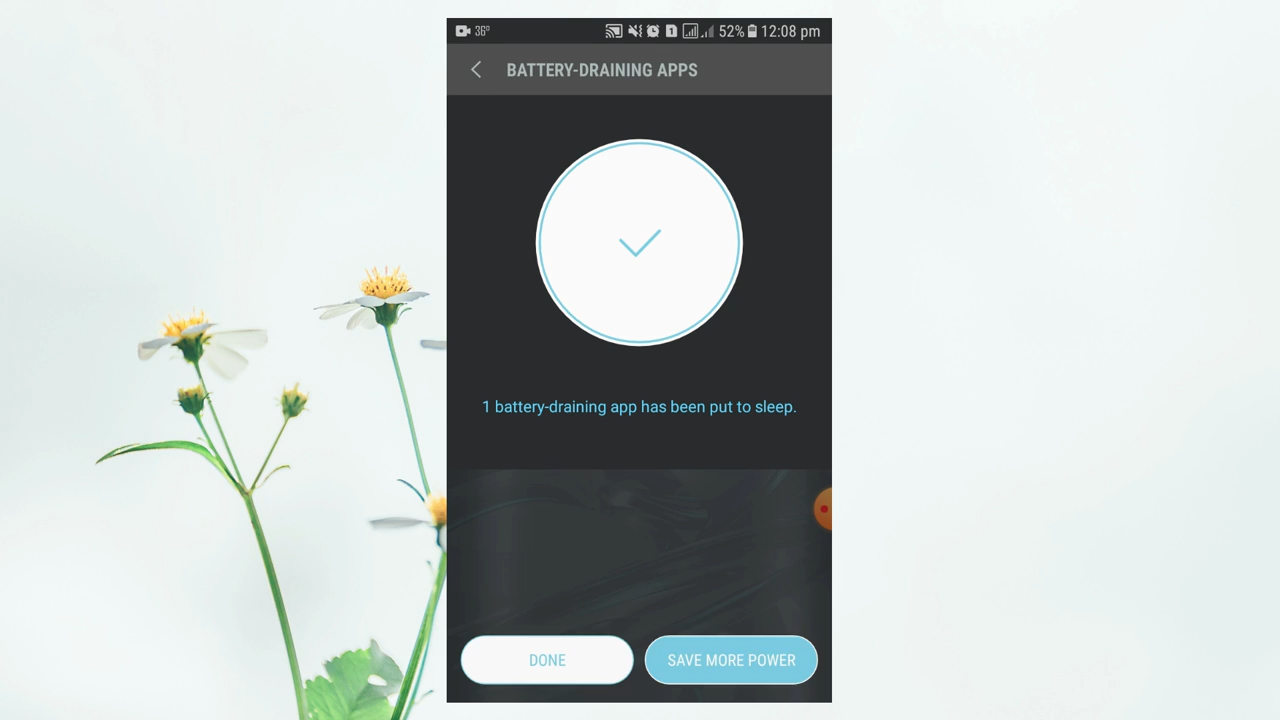 36° 1 52% 12:08 pm
BATTERY-DRAINING APPS
1 battery-draining app has been put to sleep.
DONE SAVE MORE POWER